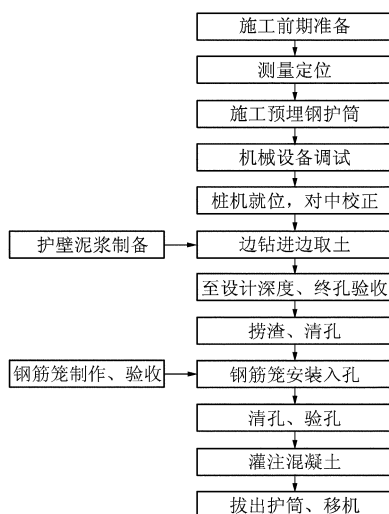 施工前期准备
测量定位
施工预埋钢护筒
机械设备调试
桩机就位，对中校正
护壁泥浆制备
边钻进边取土
至设计深度、终孔验收
捞渣、清孔
钢筋笼制作、验收
钢筋笼安装入孔
清孔、验孔
灌注混凝土
拔出护筒、移机